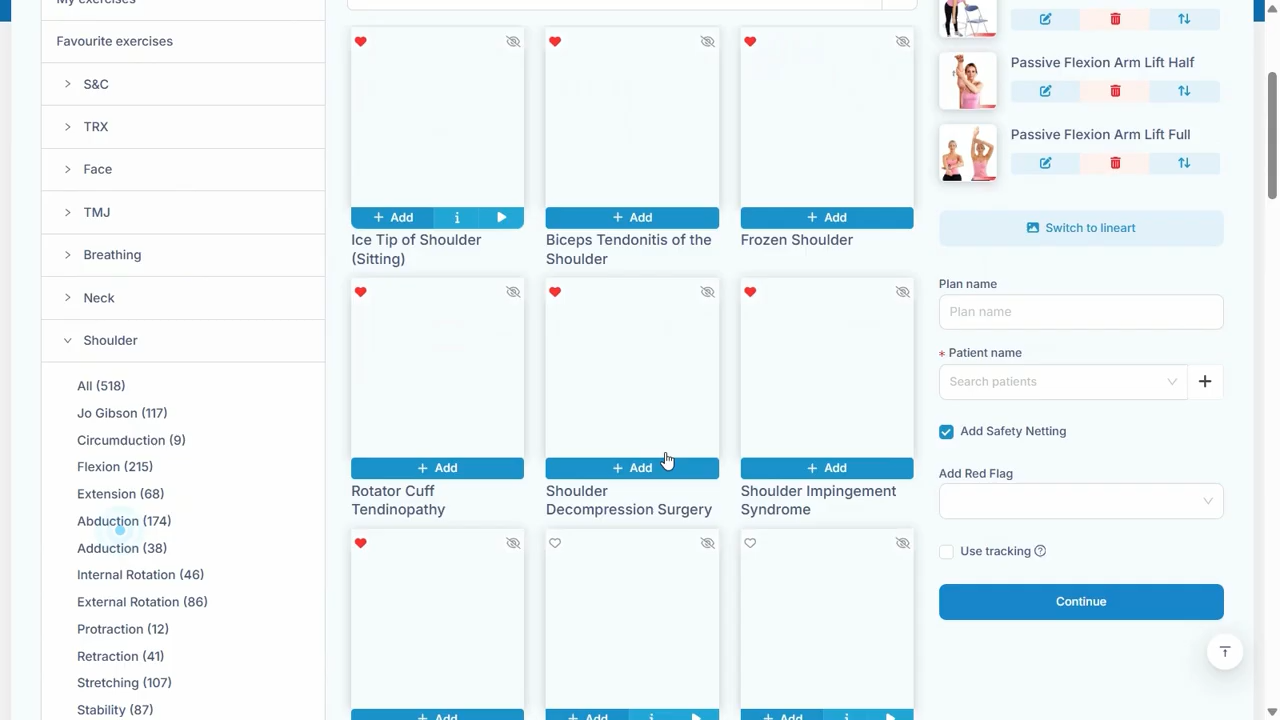 My exercises
Favourite exercises
S&C
TRX
Face
TMJ
Breathing
Neck
Shoulder
All (518)
Jo Gibson (117)
Circumduction (9)
Flexion (215)
Extension (68)
Abduction (174)
Adduction (38)
Internal Rotation (46)
External Rotation (86)
Protraction (12)
Retraction (41)
Stretching (107)
Stability (87)
+ Add
+ Add
+ Add
Ice Tip of Shoulder
(Sitting)
Biceps Tendonitis of the
Shoulder
Frozen Shoulder
+ Add
+ Add
+ Add
Rotator Cuff
Tendinopathy
Shoulder
Decompression Surgery
Shoulder Impingement
Syndrome
+ Add
+ Add
+ Add
Passive Flexion Arm Lift Half
Passive Flexion Arm Lift Full
Switch to lineart
Plan name
Plan name
* Patient name
Search patients
Add Safety Netting
Add Red Flag
Use tracking
Continue